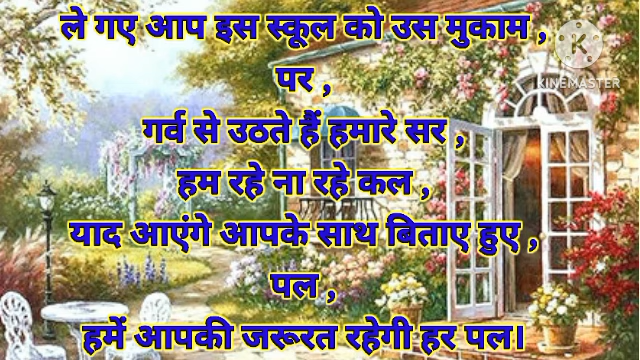 ले गए आप इस स्कूल को उस मुकाम ,
पर ,
गर्व से उठते हैं हमारे सर ,
हम रहे ना रहे कल ,
याद आएंगे आपके साथ बिताए हुए ,
पल ,
हमें आपकी जरूरत रहेगी हर पल।
KINEMASTER